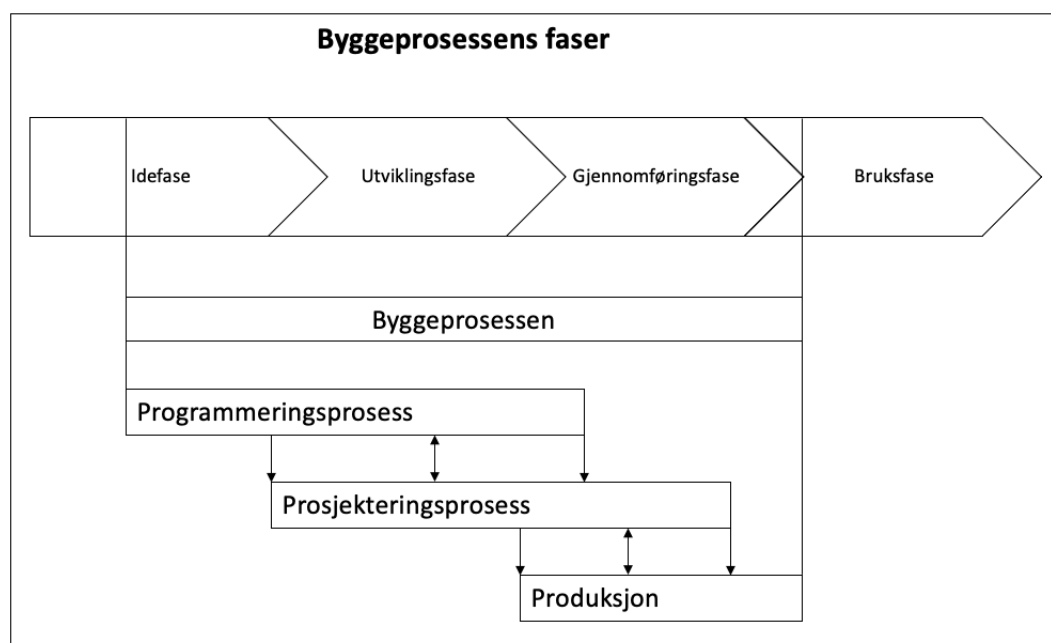 Byggeprosessens faser
Idefase
Utviklingsfase
Gjennomføringsfase
Bruksfase
Byggeprosessen
Programmeringsprosess
Prosjekteringsprosess
Produksjon